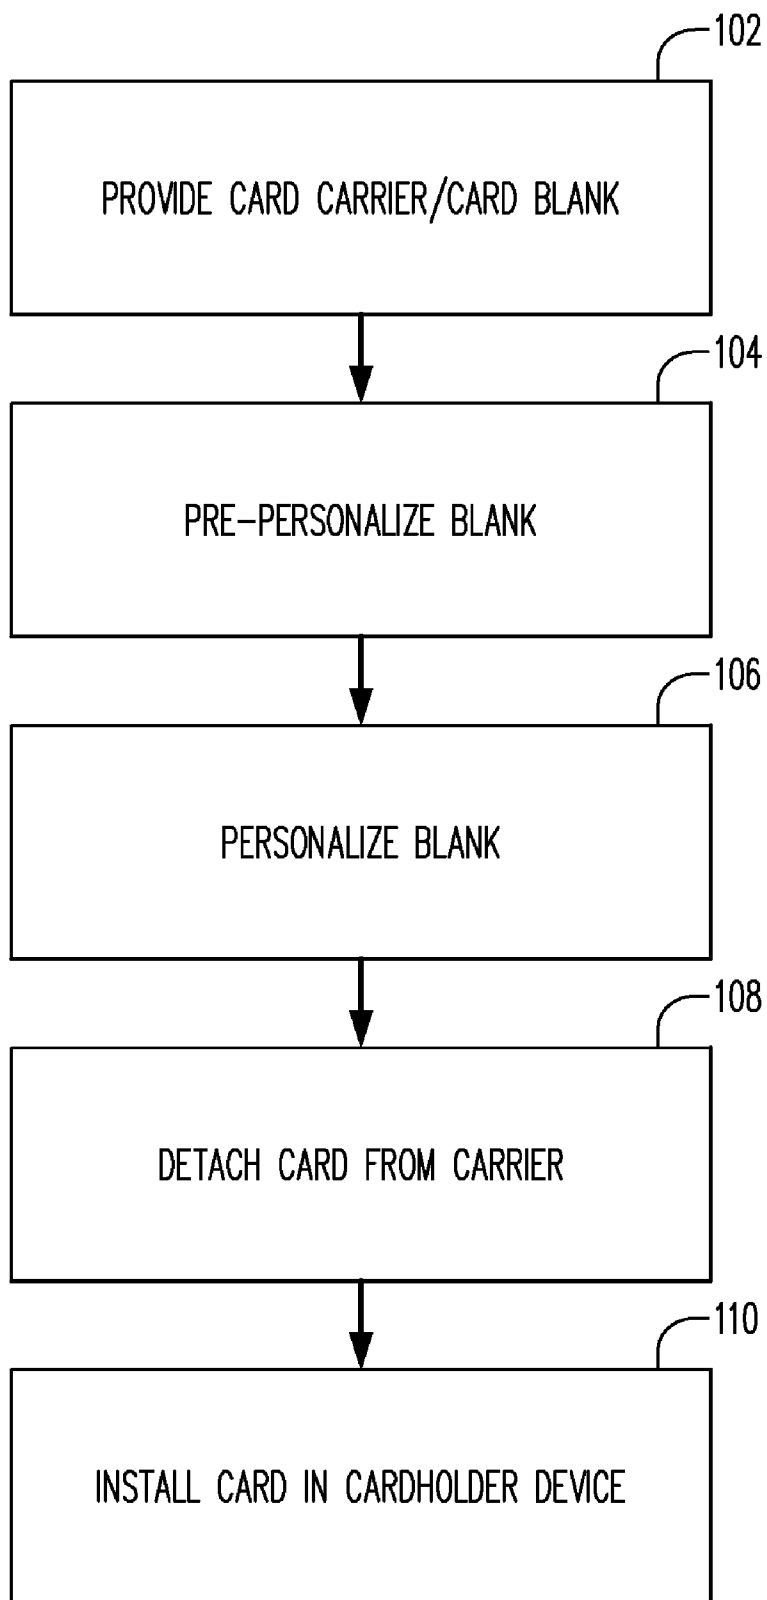 102
PROVIDE CARD CARRIER/CARD BLANK
104
PRE-PERSONALIZE BLANK
106
PERSONALIZE BLANK
108
DETACH CARD FROM CARRIER
110
INSTALL CARD IN CARDHOLDER DEVICE